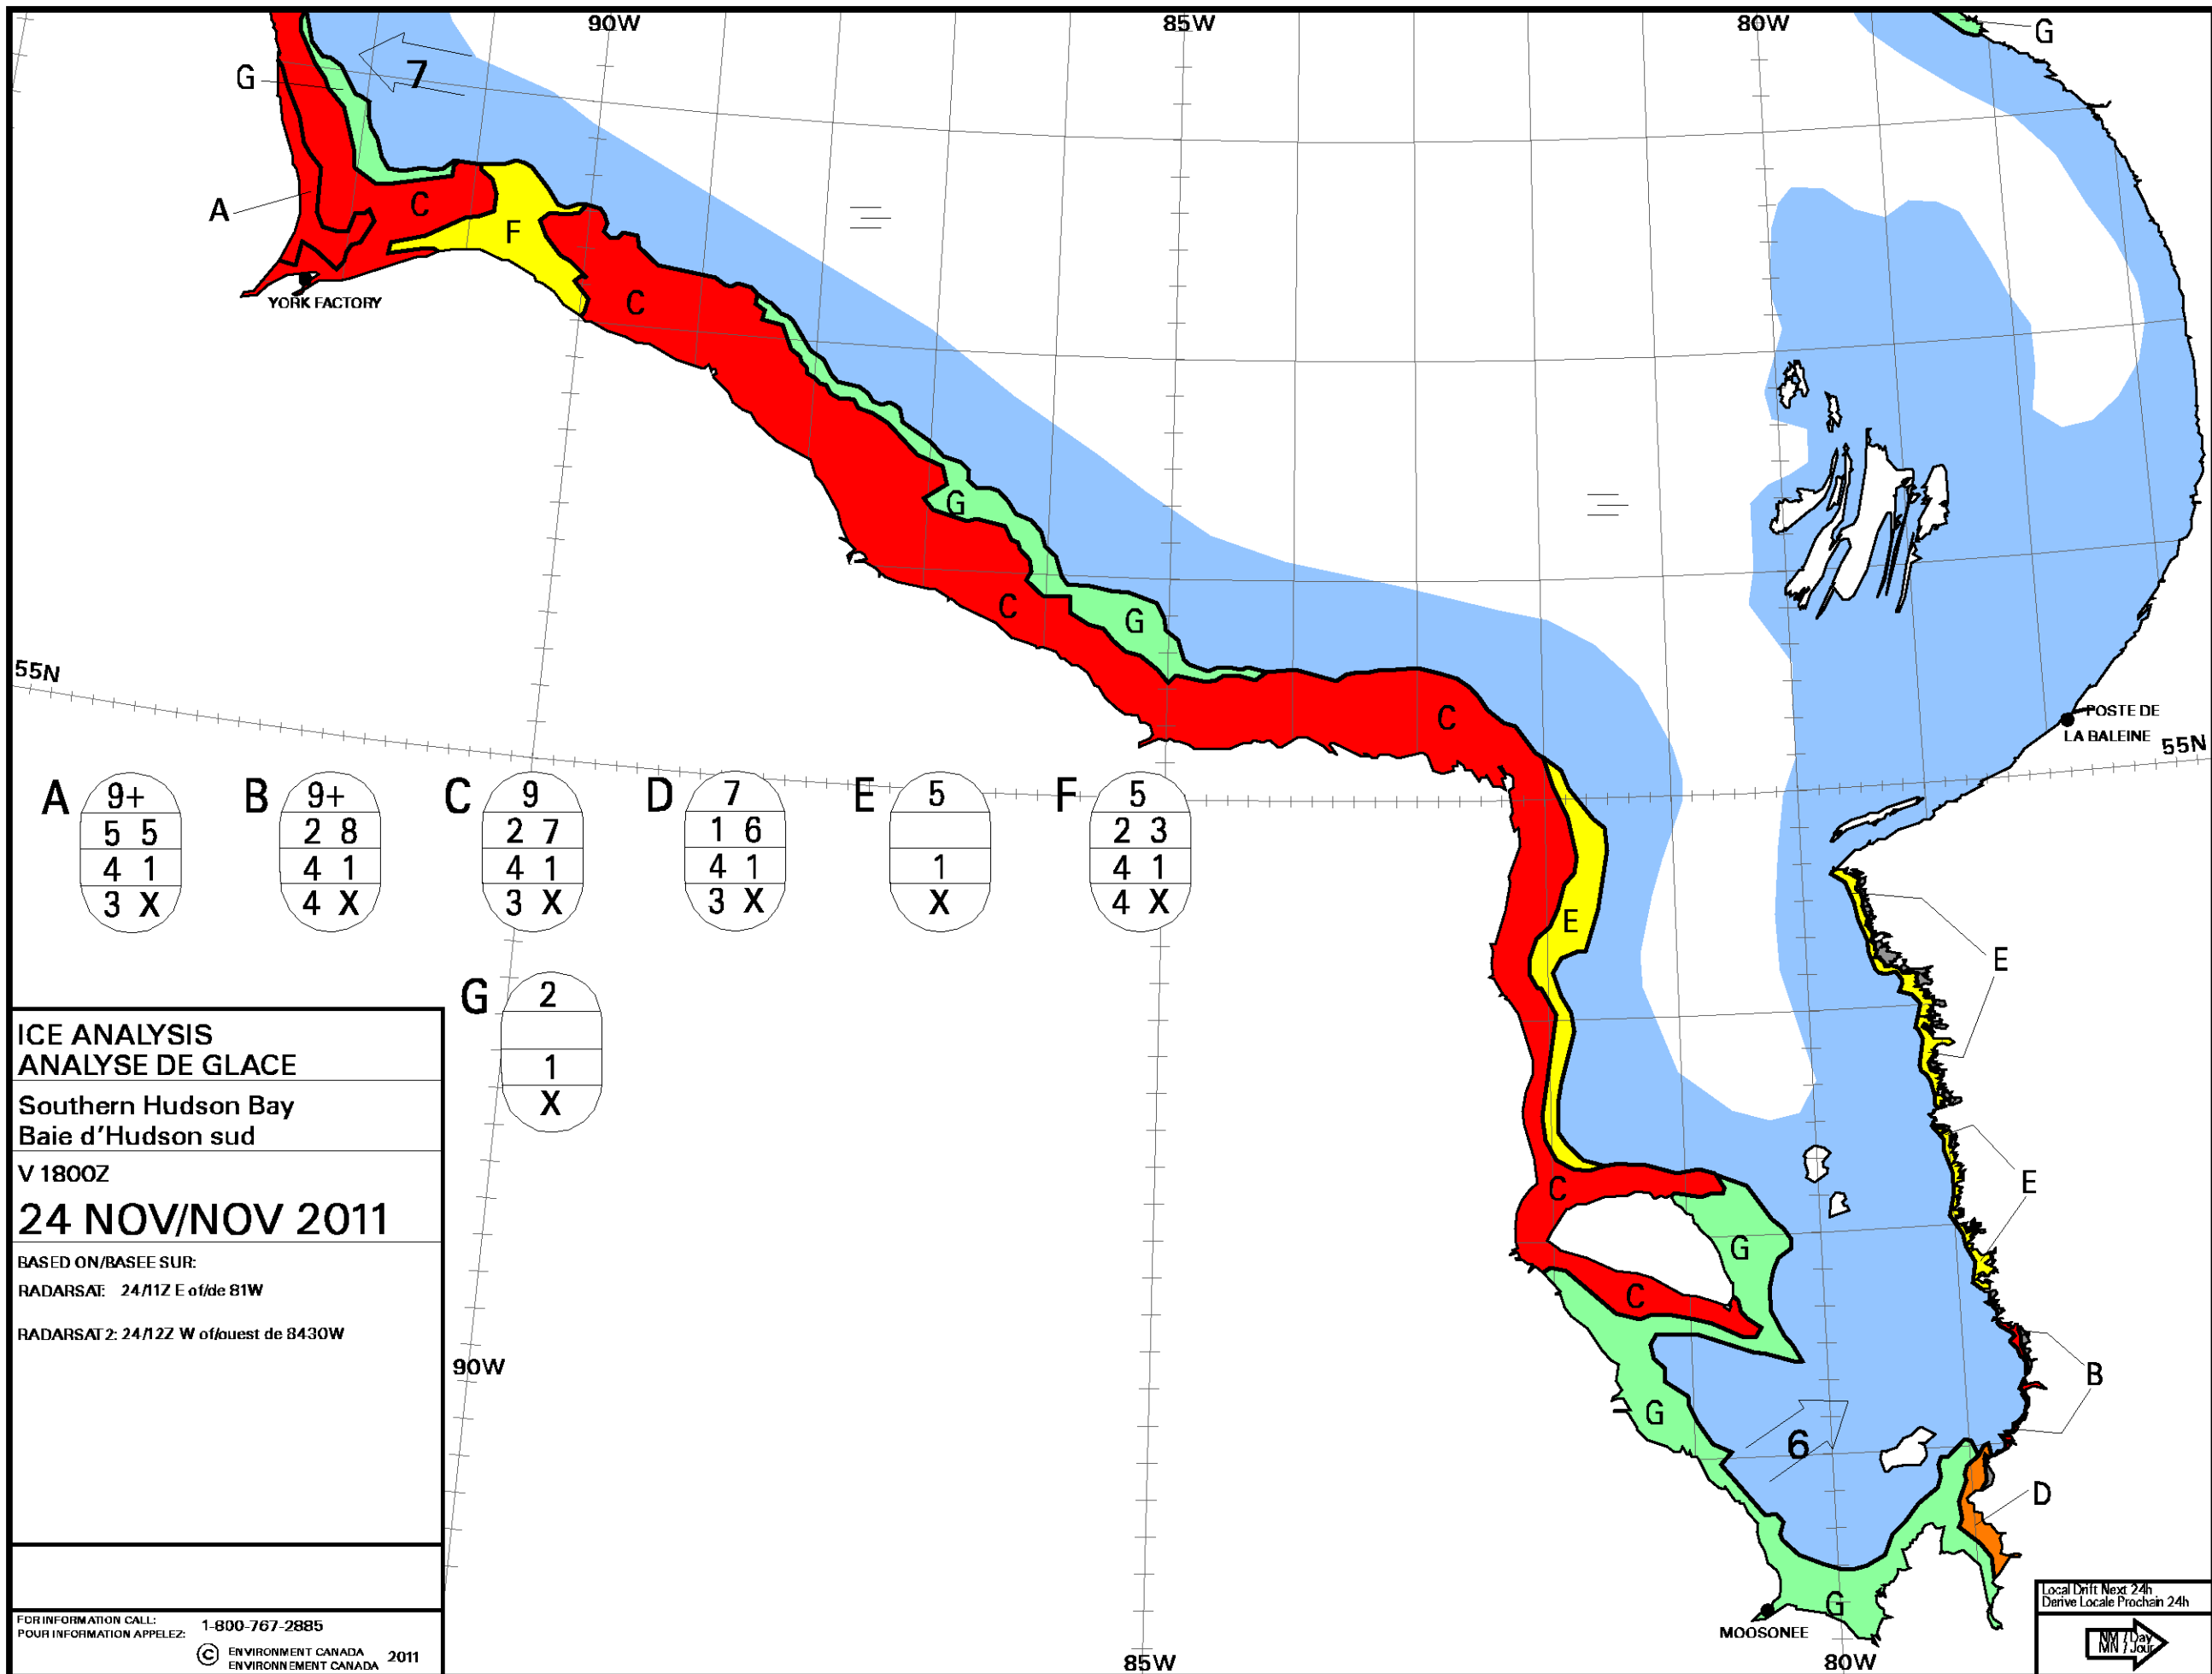 90W
85W
80W
G
G
7
A
C
F
YORK FACTORY
C
G
C
G
55N
C
POSTE DE
LA BALEINE
55N
A
9+
5 5
4 1
3 X
B
9+
2 8
4 1
4 X
C
9
2 7
4 1
3 X
D
7
1 6
4 1
3 X
E
5
1
X
F
5
2 3
4 1
4 X
G
2
1
X
E
E
E
C
G
C
B
G
6
D
G
MOOSONEE
90W
85W
80W
ICE ANALYSIS
ANALYSE DE GLACE
Southern Hudson Bay
Baie d'Hudson sud
V 1800Z
24 NOV/NOV 2011
BASED ON/BASEE SUR:
RADARSAT: 24/11Z E of/de 81W
RADARSAT 2: 24/12Z W of/ouest de 8430W
FOR INFORMATION CALL:
POUR INFORMATION APPELEZ:
1-800-767-2885
© ENVIRONMENT CANADA
ENVIRONNEMENT CANADA
2011
Local Drift Next 24h
Derive Locale Prochain 24h
NM / Day
MN / Jour